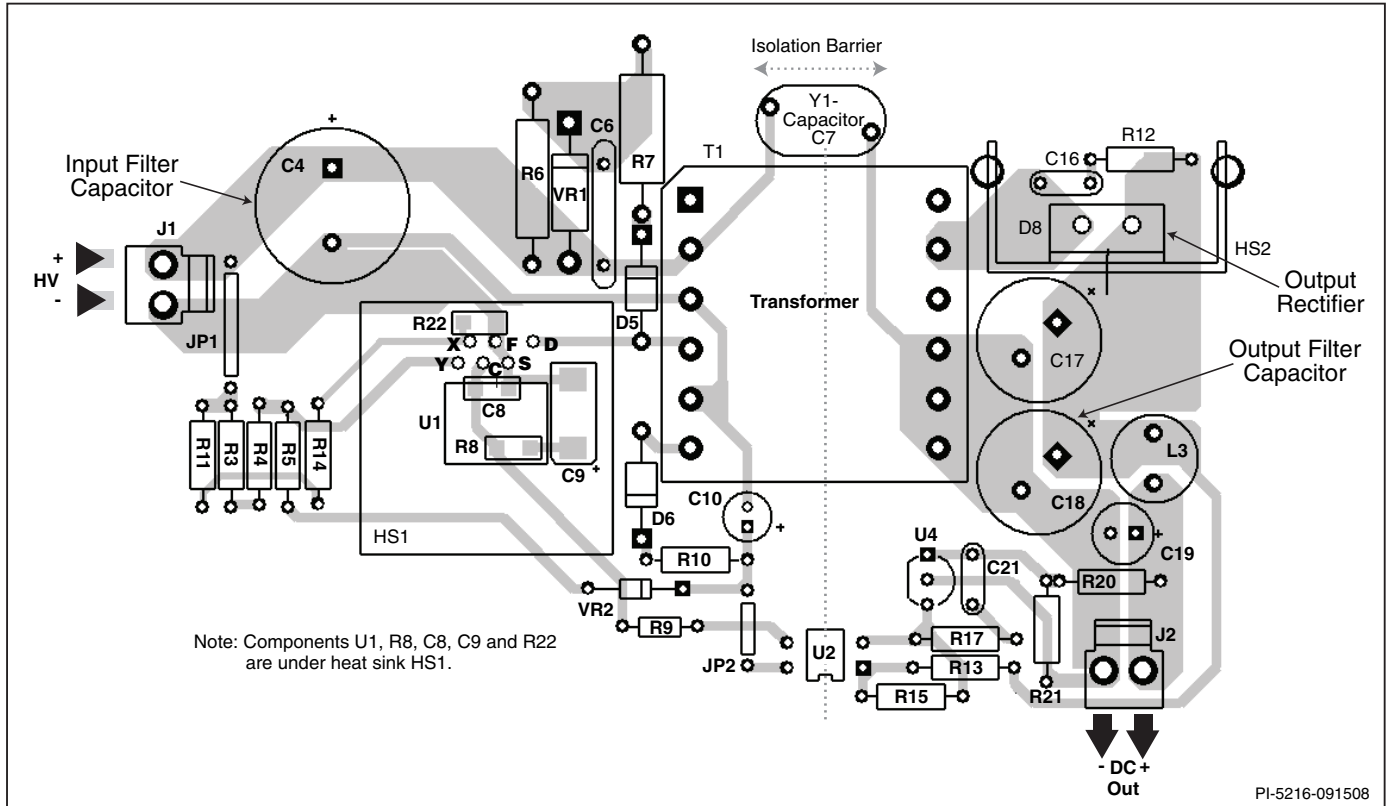 Isolation Barrier
Y1-
Capacitor
C7
+
C6
R12
T1
C16
Input Filter
Capacitor
C4
R6
R7
VR1
J1
D8
HS2
+
HV
-
Transformer
Output
Rectifier
D5
R22
JP1
X
F
D
Y
C
S
C17
Output Filter
Capacitor
C8
U1
R8
C9
+
R11
R3
R4
R5
R14
L3
C10
+
C18
D6
HS1
U4
C19
+
R10
C21
R20
VR2
R9
J2
Note: Components U1, R8, C8, C9 and R22
are under heat sink HS1.
JP2
U2
R17
R13
R15
R21
- DC +
Out
PI-5216-091508